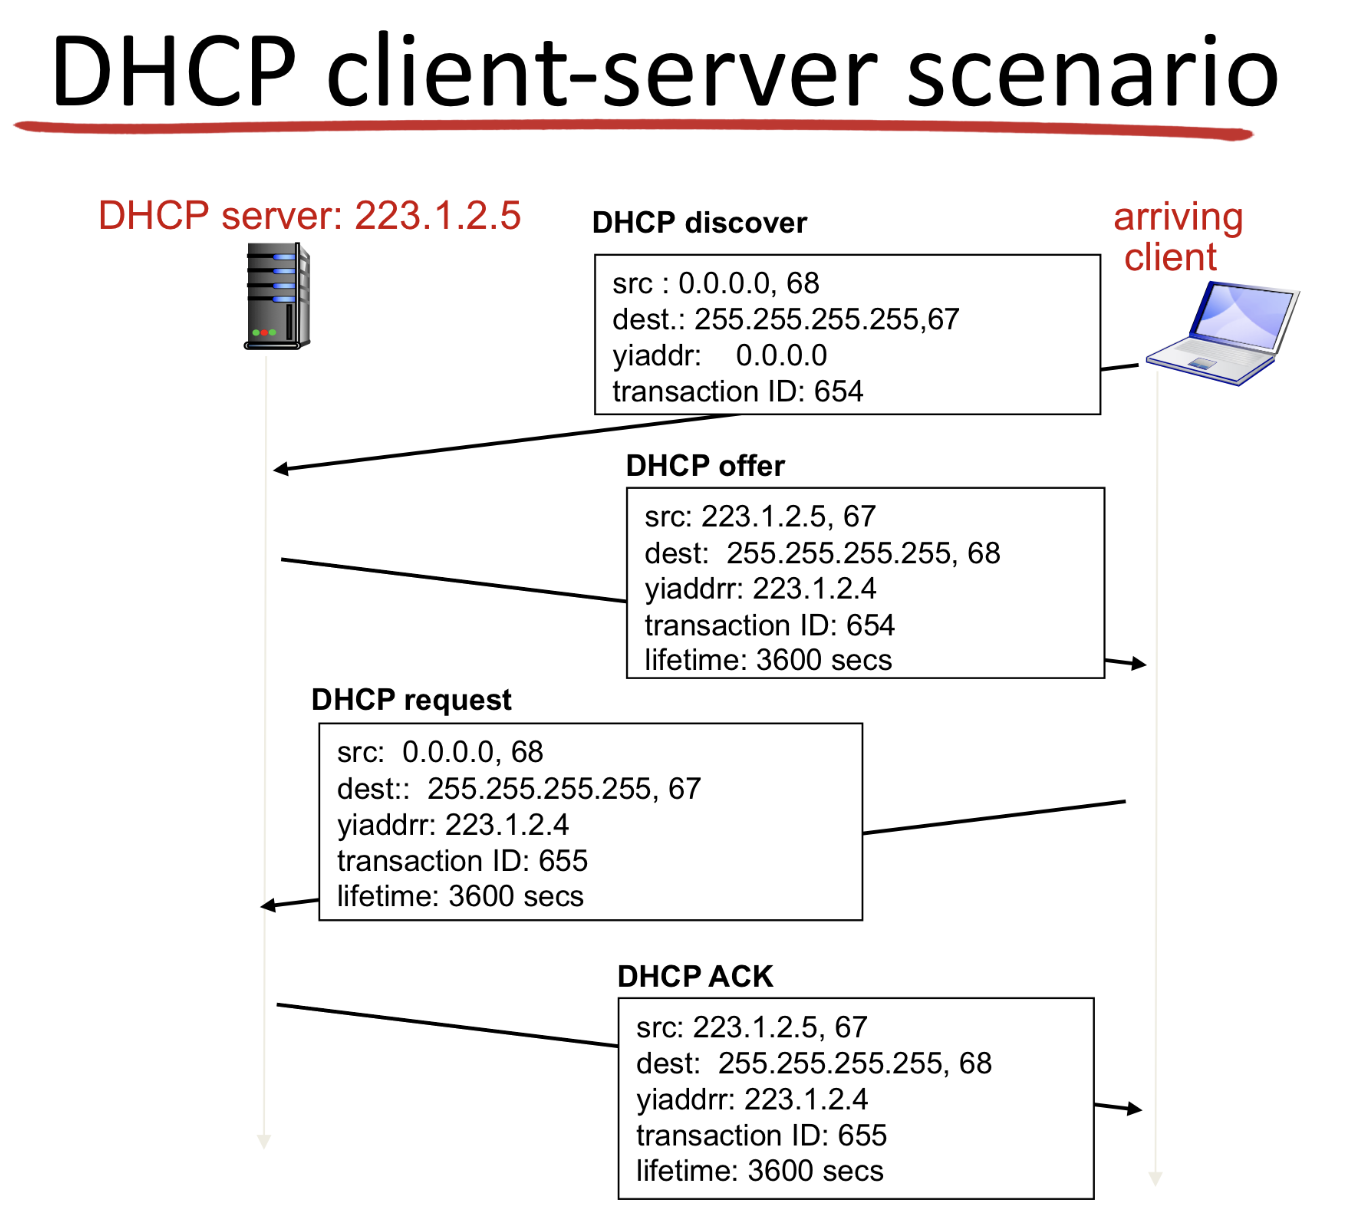 DHCP client-server scenario
DHCP server: 223.1.2.5
arriving
client
DHCP discover
src : 0.0.0.0, 68
dest.: 255.255.255.255,67
yiaddr: 0.0.0.0
transaction ID: 654
DHCP offer
src: 223.1.2.5, 67
dest: 255.255.255.255, 68
yiaddrr: 223.1.2.4
transaction ID: 654
lifetime: 3600 secs
DHCP request
src: 0.0.0.0, 68
dest:: 255.255.255.255, 67
yiaddrr: 223.1.2.4
transaction ID: 655
lifetime: 3600 secs
DHCP ACK
src: 223.1.2.5, 67
dest: 255.255.255.255, 68
yiaddrr: 223.1.2.4
transaction ID: 655
lifetime: 3600 secs